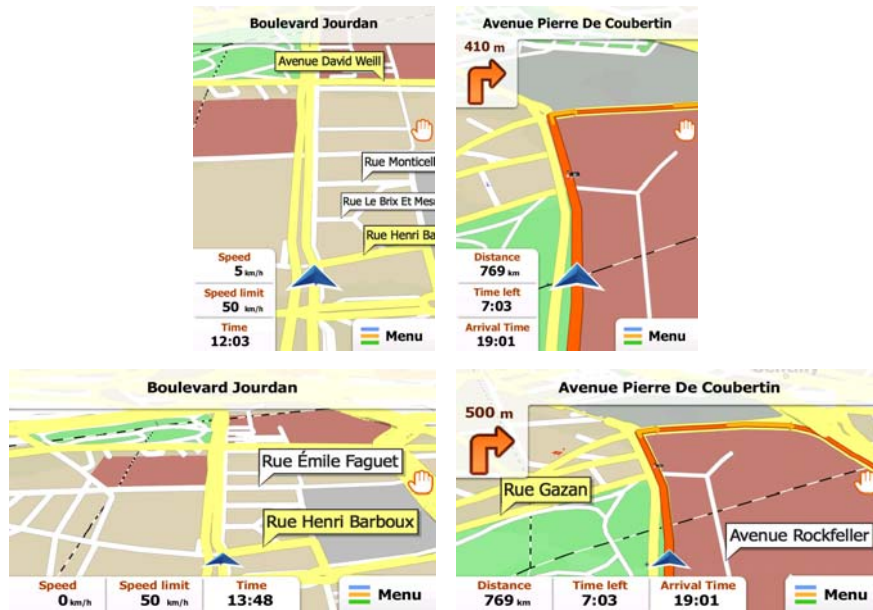 Boulevard Jourdan
Avenue David Weill
Rue Monticell
Rue Le Brix Et Mesn
Rue Henri Ba
Speed
5 km/h
Speed limit
50 km/h
Time
12:03
Menu
Avenue Pierre De Coubertin
410 m
Distance
769 km
Time left
7:03
Arrival Time
19:01
Menu
Boulevard Jourdan
Rue Émile Faguet
Rue Henri Barboux
Speed
0 km/h
Speed limit
50 km/h
Time
13:48
Menu
Avenue Pierre De Coubertin
500 m
Rue Gazan
Avenue Rockfeller
Distance
769 km
Time left
7:03
Arrival Time
19:01
Menu